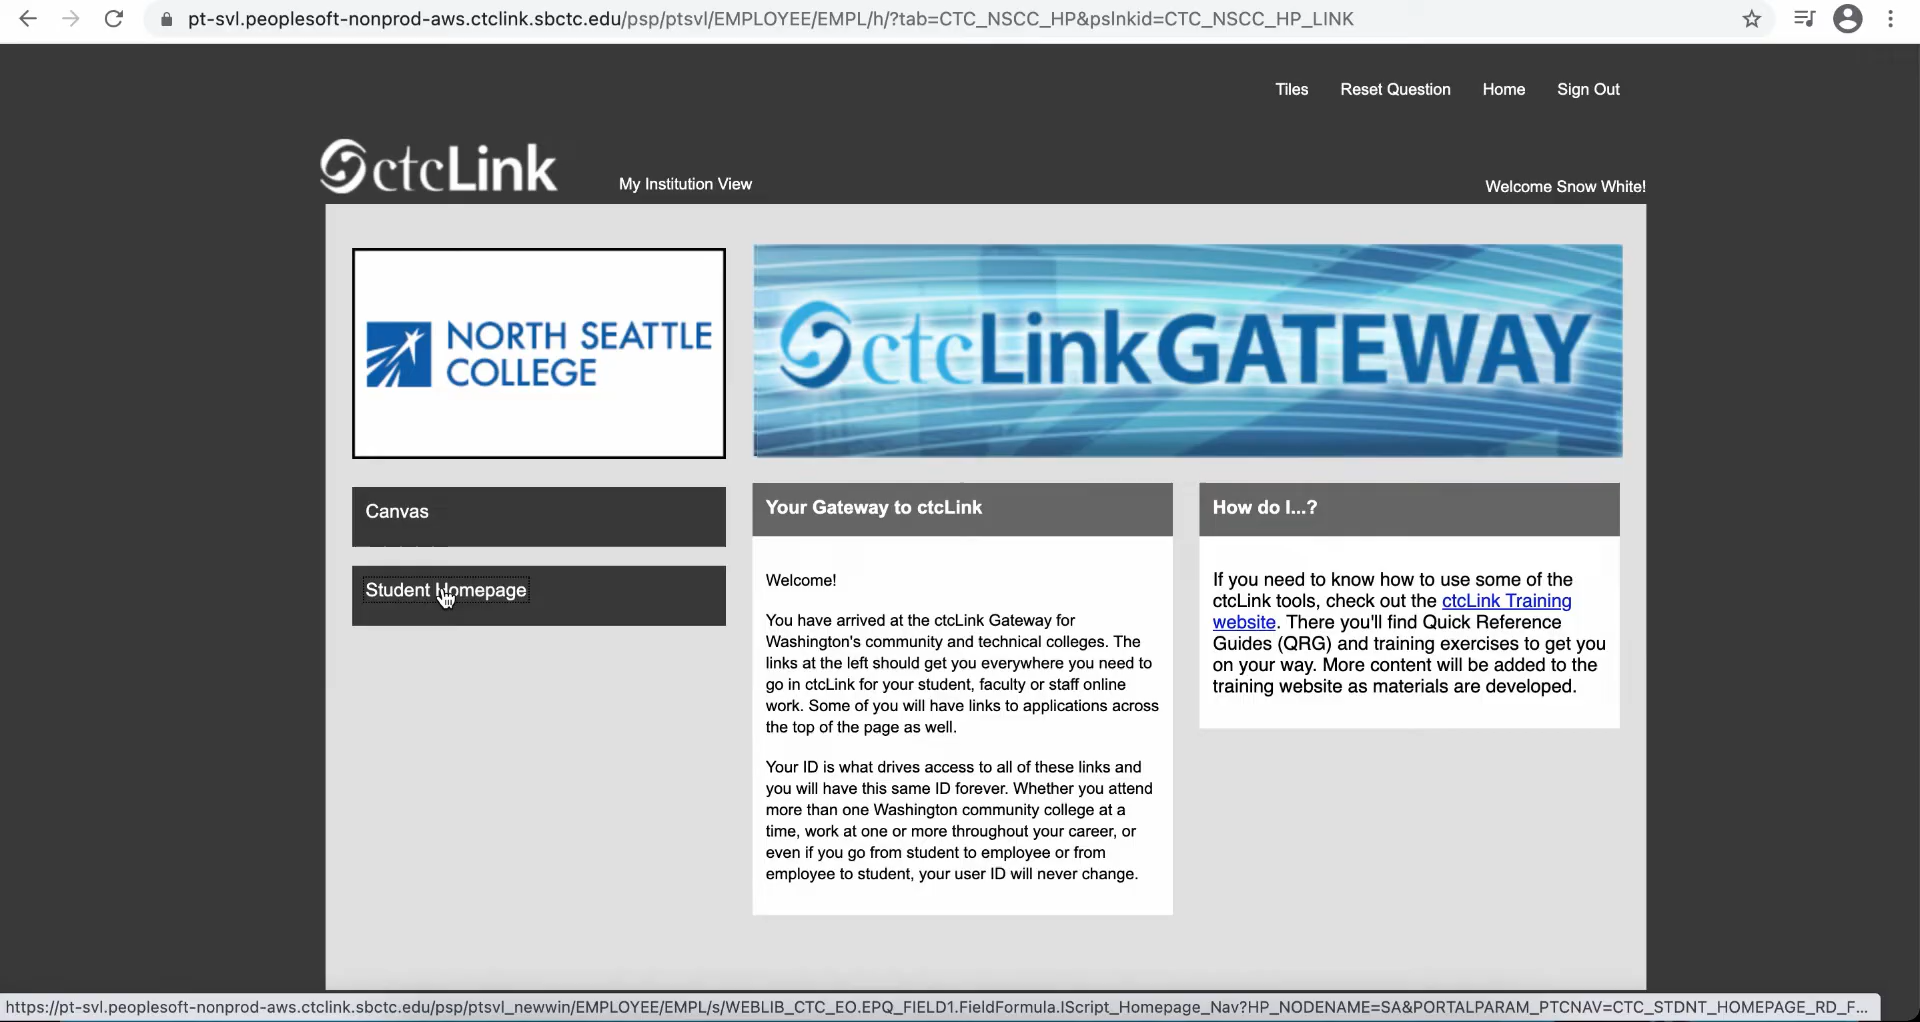 pt-svl.peoplesoft-nonprod-aws.ctclink.sbctc.edu/psp/ptsvl/EMPLOYEE/EMPL/h/?tab=CTC_NSCC_HP&pslnkid=CTC_NSCC_HP_LINK
Tiles Reset Question Home Sign Out
ctcLink My Institution View Welcome Snow White!
NORTH SEATTLE
COLLEGE
ctcLinkGATEWAY
Canvas
Student Homepage
Your Gateway to ctcLink
Welcome!
You have arrived at the ctcLink Gateway for
Washington's community and technical colleges. The
links at the left should get you everywhere you need to
go in ctcLink for your student, faculty or staff online
work. Some of you will have links to applications across
the top of the page as well.
Your ID is what drives access to all of these links and
you will have this same ID forever. Whether you attend
more than one Washington community college at a
time, work at one or more throughout your career, or
even if you go from student to employee or from
employee to student, your user ID will never change.
How do I...?
If you need to know how to use some of the
ctcLink tools, check out the ctcLink Training
website. There you'll find Quick Reference
Guides (QRG) and training exercises to get you
on your way. More content will be added to the
training website as materials are developed.
https://pt-svl.peoplesoft-nonprod-aws.ctclink.sbctc.edu/psp/ptsvl_newwin/EMPLOYEE/EMPL/s/WEBLIB_CTC_EO.EPQ_FIELD1.FieldFormula.IScript_Homepage_Nav?HP_NODENAME=SA&PORTALPARAM_PTCNAV=CTC_STDNT_HOMEPAGE_RD_F...